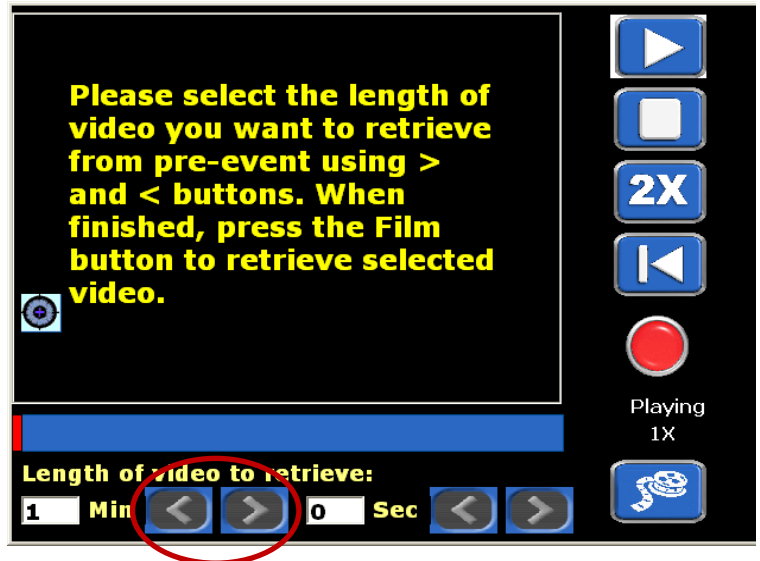 Please select the length of
video you want to retrieve
from pre-event using >
and < buttons. When
finished, press the Film
button to retrieve selected
video.
2X
Playing
1X
Length of video to retrieve:
1 Min < > 0 Sec < >